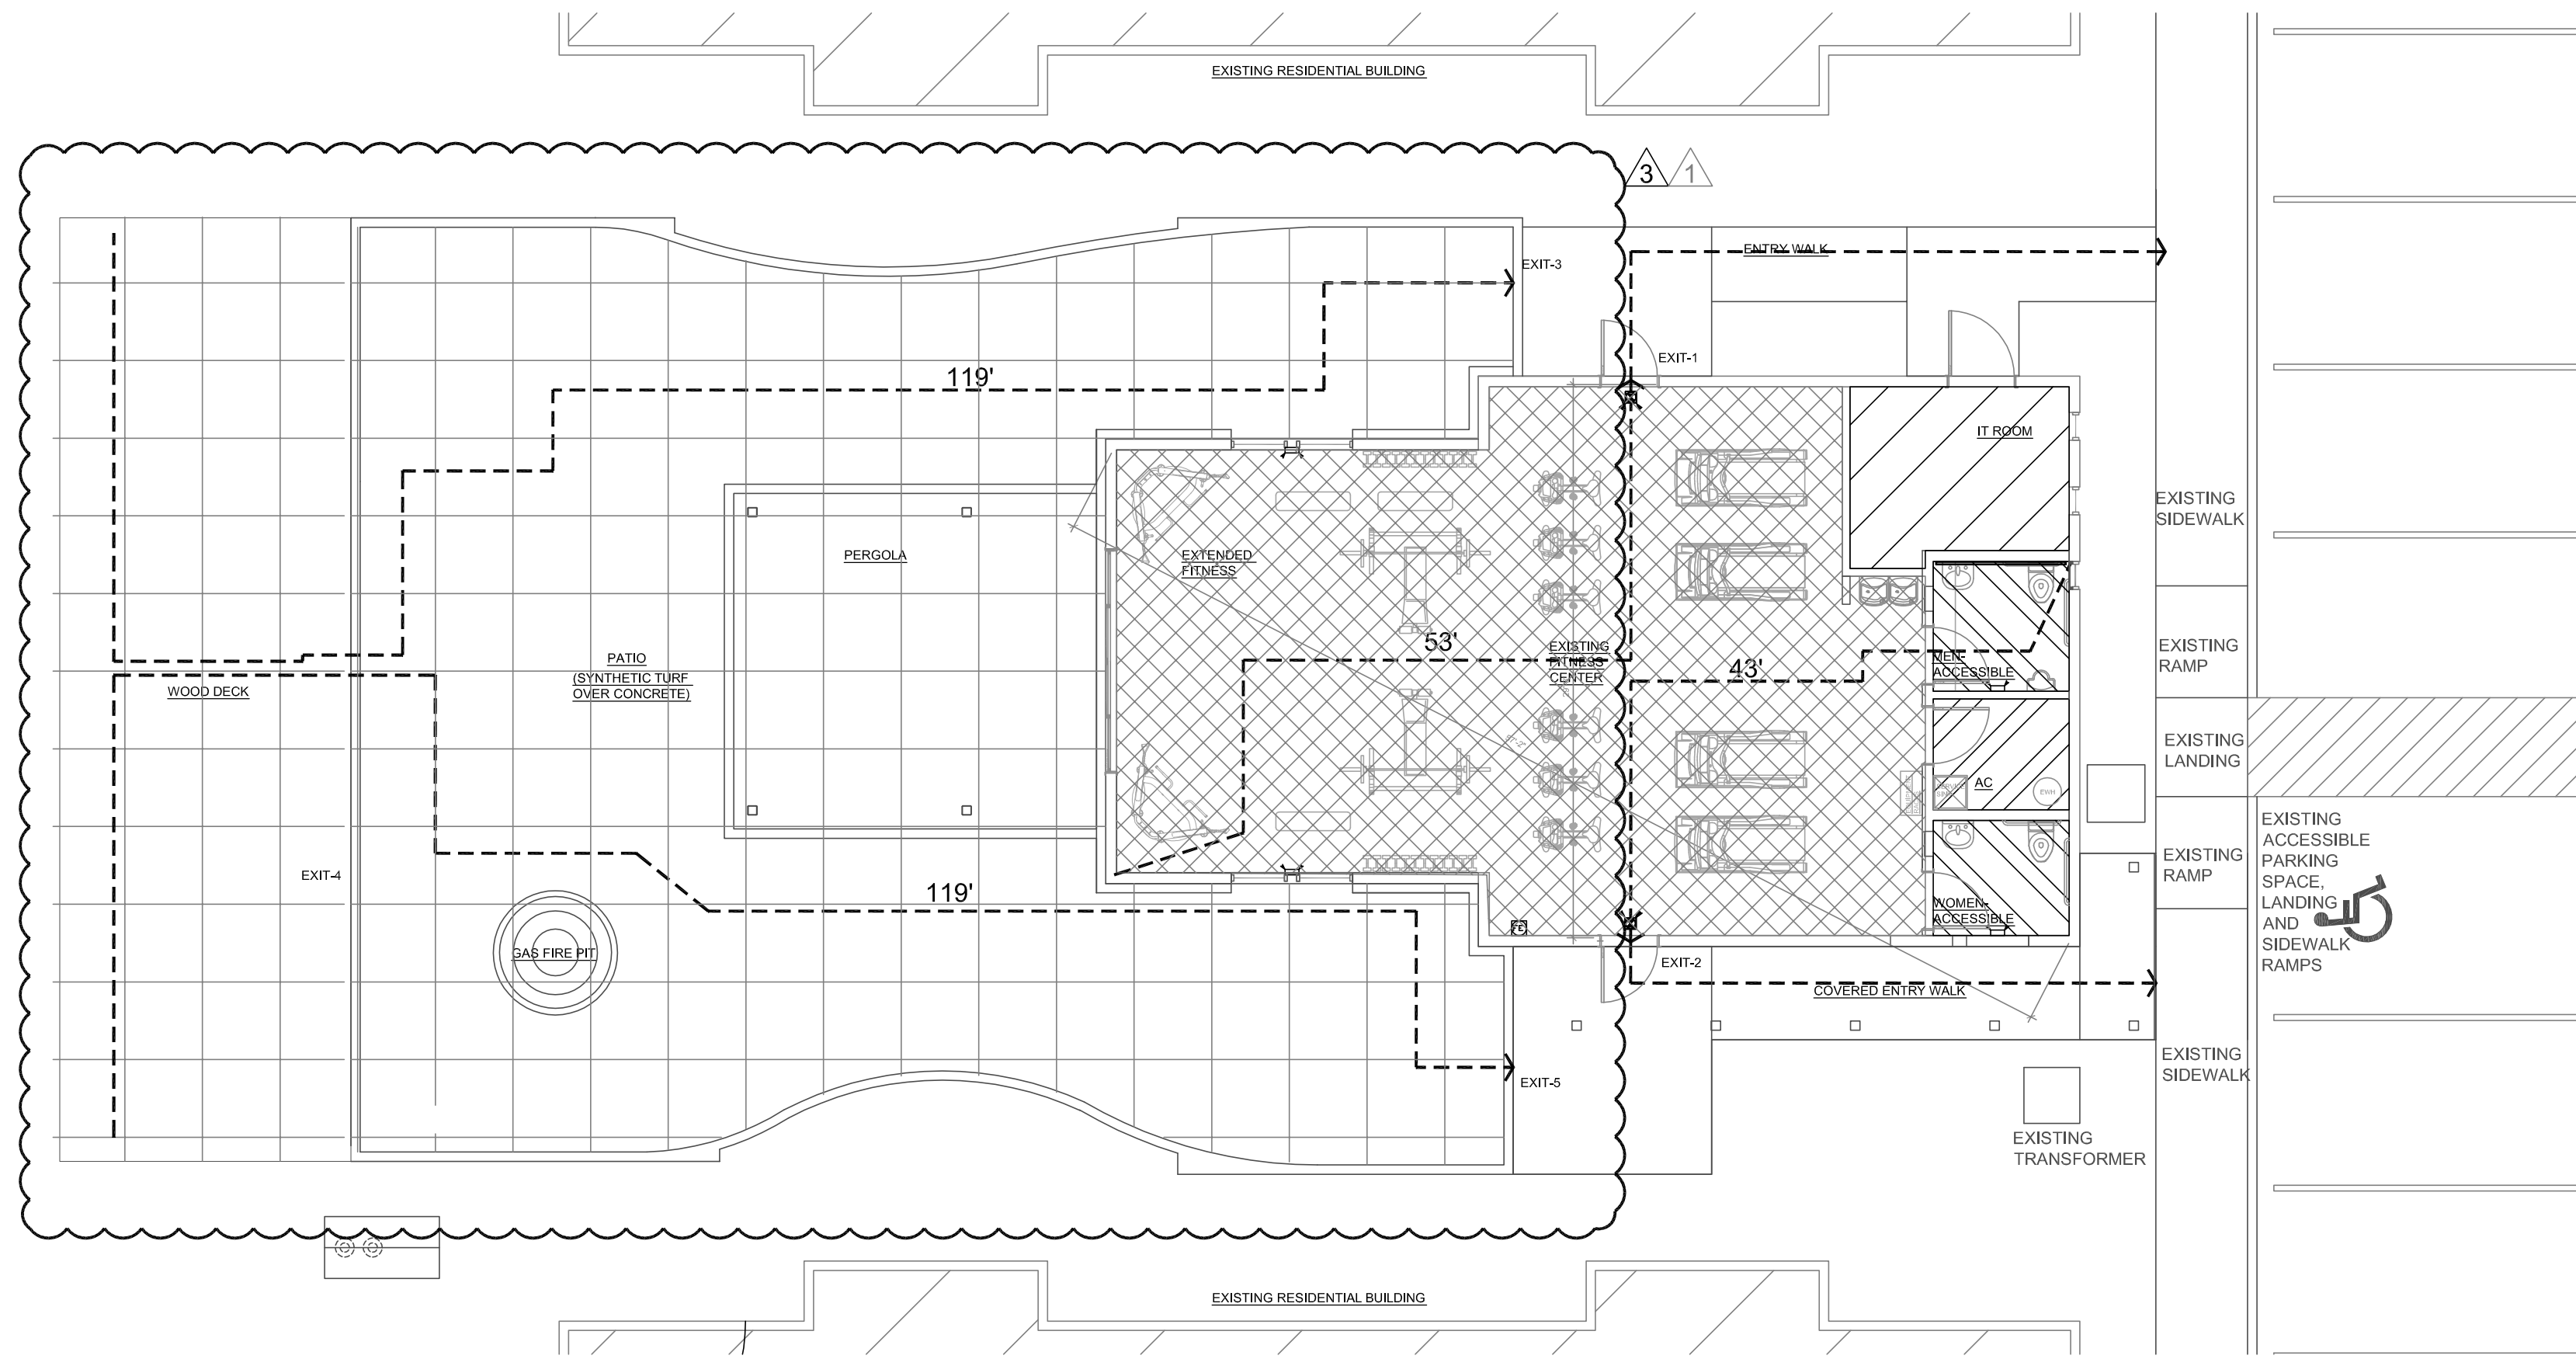 EXISTING RESIDENTIAL BUILDING
3
1
ENTRY WALK
EXIT-3
EXIT-1
119'
IT ROOM
EXISTING
SIDEWALK
PERGOLA
EXTENDED
FITNESS
53'
EXISTING
FITNESS
CENTER
43'
MEN-
ACCESSIBLE
EXISTING
RAMP
PATIO
(SYNTHETIC TURF
OVER CONCRETE)
WOOD DECK
EXISTING
LANDING
AC
EWH
EXISTING
ACCESSIBLE
PARKING
SPACE,
LANDING
AND
SIDEWALK
RAMPS
EXISTING
RAMP
EXIT-4
119'
WOMEN-
ACCESSIBLE
GAS FIRE PIT
EXIT-2
COVERED ENTRY WALK
EXISTING
SIDEWALK
EXIT-5
EXISTING
TRANSFORMER
EXISTING RESIDENTIAL BUILDING